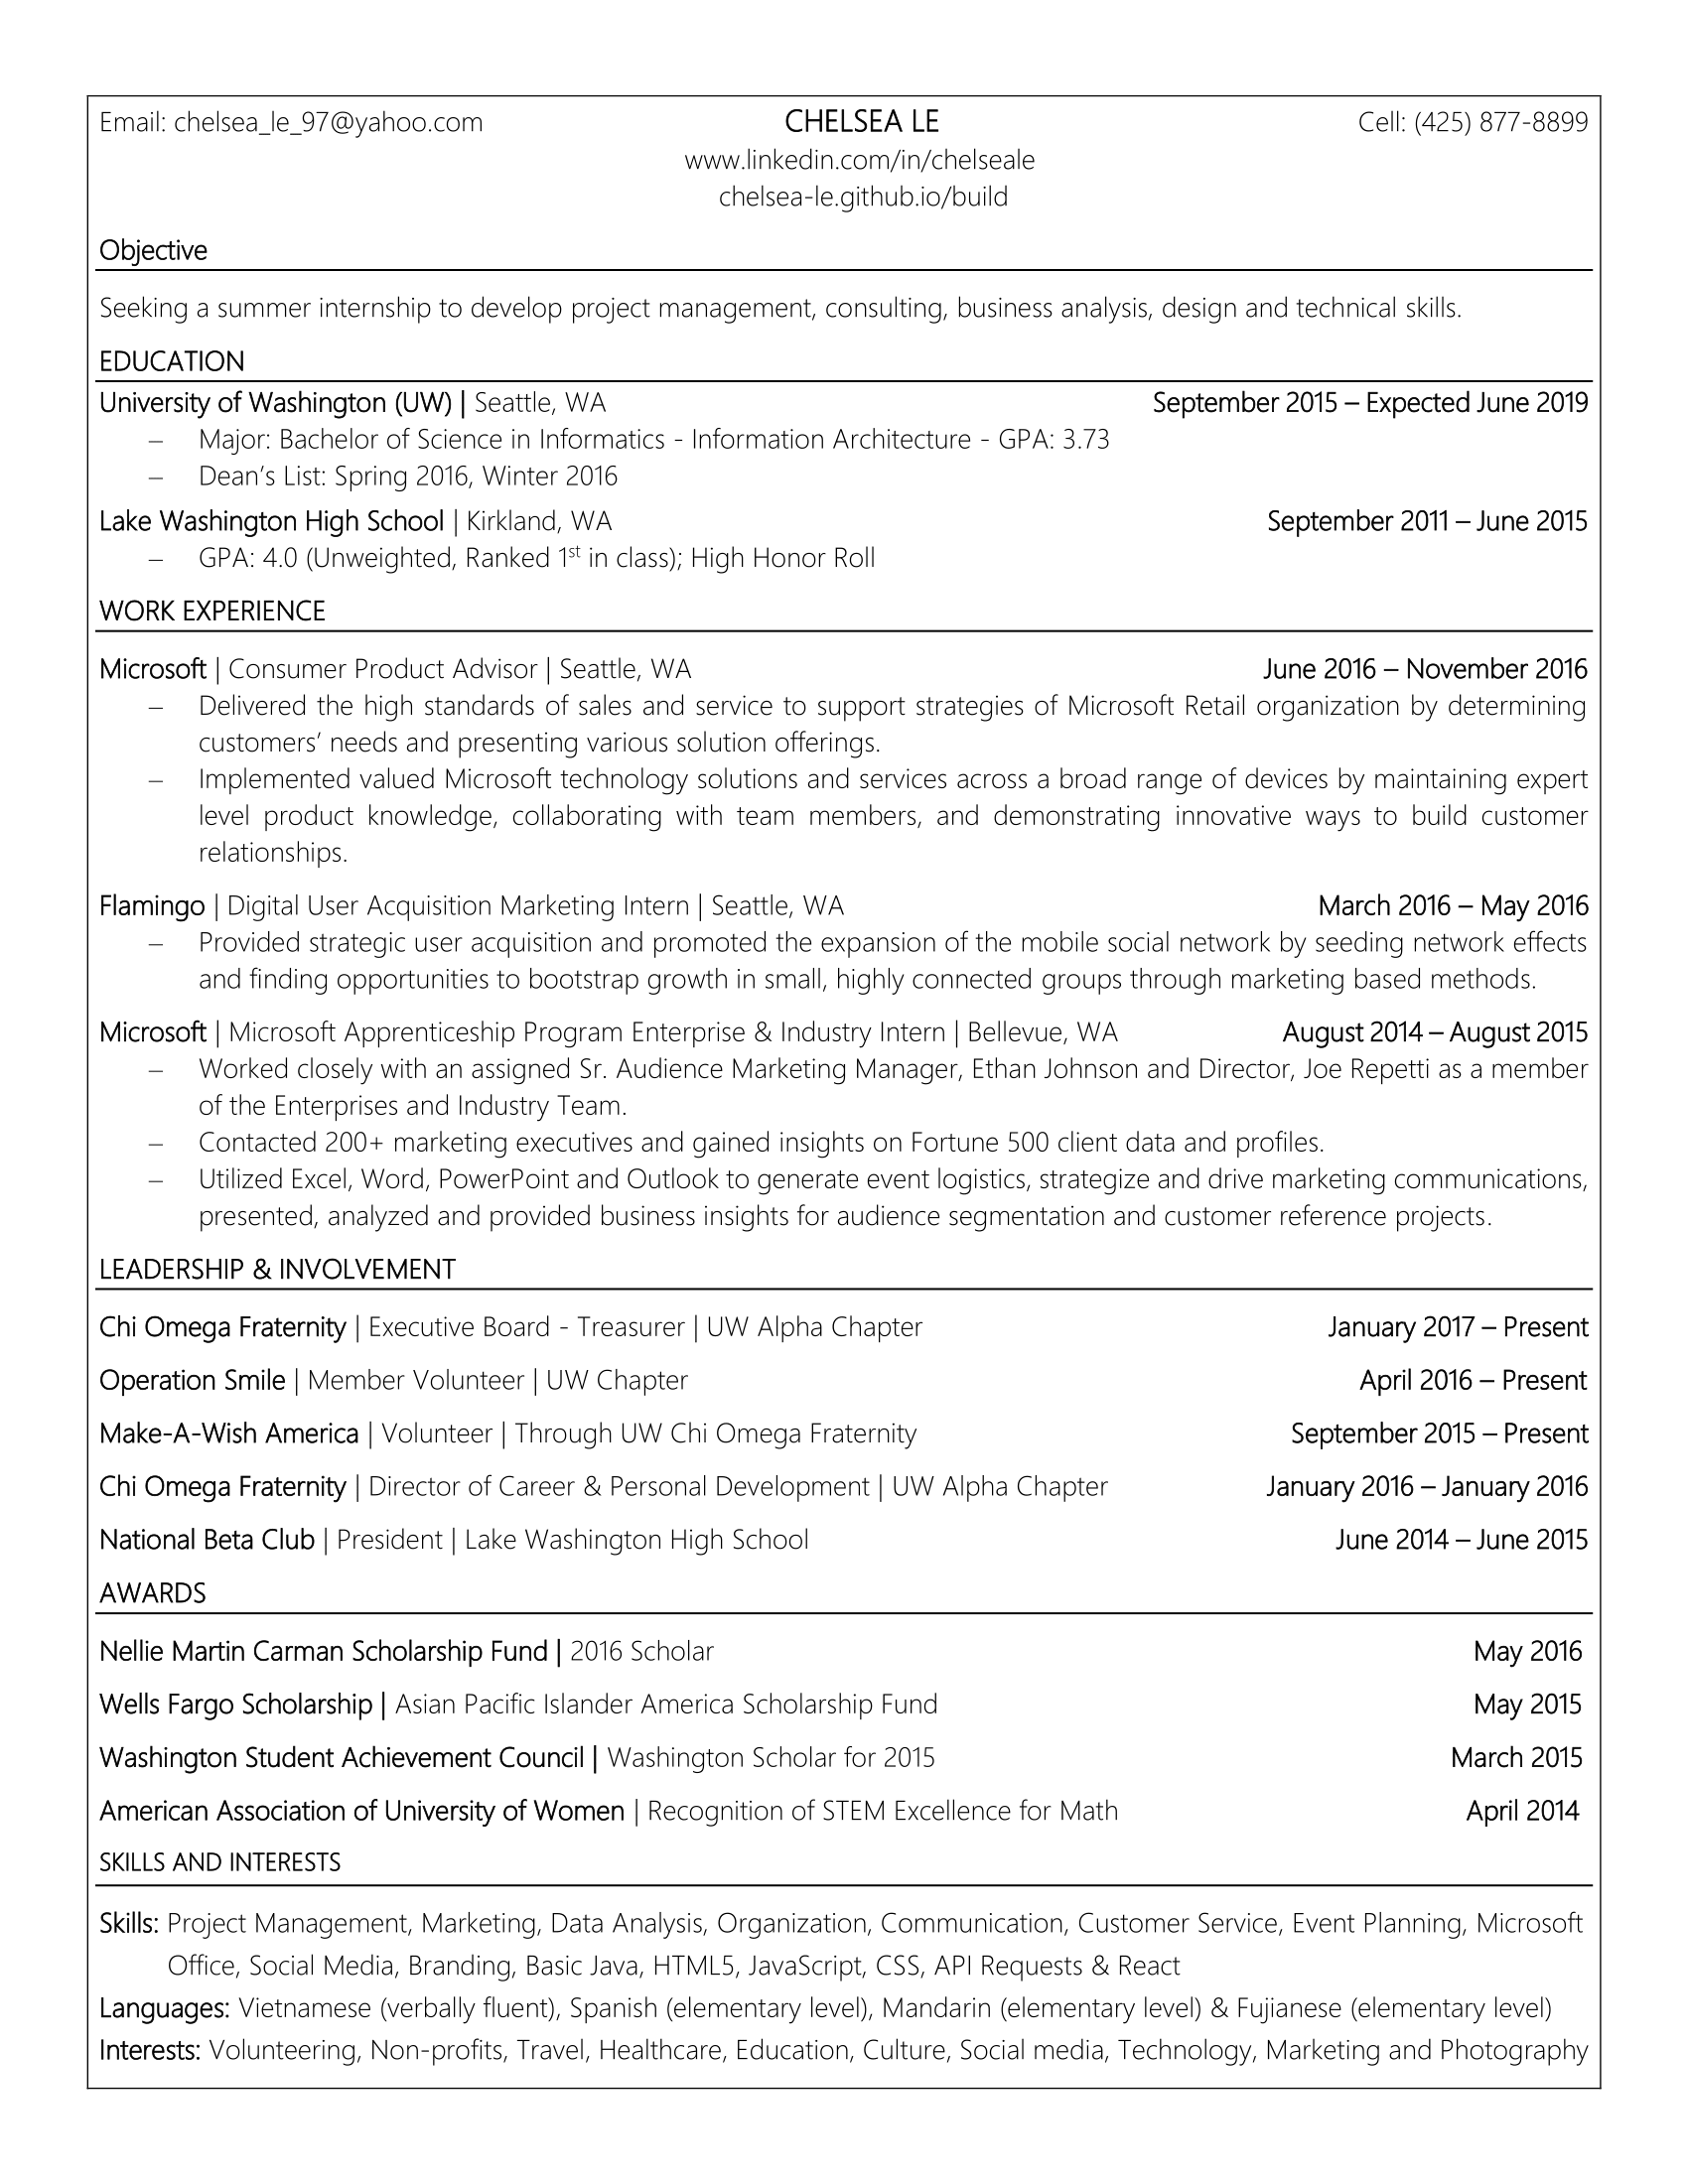 Email: chelsea_le_97@yahoo.com CHELSEA LE Cell: (425) 877-8899
www.linkedin.com/in/chelseale
chelsea-le.github.io/build
Objective
Seeking a summer internship to develop project management, consulting, business analysis, design and technical skills.
EDUCATION
University of Washington (UW) | Seattle, WA September 2015 – Expected June 2019
– Major: Bachelor of Science in Informatics - Information Architecture - GPA: 3.73
– Dean’s List: Spring 2016, Winter 2016
Lake Washington High School | Kirkland, WA September 2011 – June 2015
– GPA: 4.0 (Unweighted, Ranked 1st in class); High Honor Roll
WORK EXPERIENCE
Microsoft | Consumer Product Advisor | Seattle, WA June 2016 – November 2016
– Delivered the high standards of sales and service to support strategies of Microsoft Retail organization by determining
customers’ needs and presenting various solution offerings.
– Implemented valued Microsoft technology solutions and services across a broad range of devices by maintaining expert
level product knowledge, collaborating with team members, and demonstrating innovative ways to build customer
relationships.
Flamingo | Digital User Acquisition Marketing Intern | Seattle, WA March 2016 – May 2016
– Provided strategic user acquisition and promoted the expansion of the mobile social network by seeding network effects
and finding opportunities to bootstrap growth in small, highly connected groups through marketing based methods.
Microsoft | Microsoft Apprenticeship Program Enterprise & Industry Intern | Bellevue, WA August 2014 – August 2015
– Worked closely with an assigned Sr. Audience Marketing Manager, Ethan Johnson and Director, Joe Repetti as a member
of the Enterprises and Industry Team.
– Contacted 200+ marketing executives and gained insights on Fortune 500 client data and profiles.
– Utilized Excel, Word, PowerPoint and Outlook to generate event logistics, strategize and drive marketing communications,
presented, analyzed and provided business insights for audience segmentation and customer reference projects.
LEADERSHIP & INVOLVEMENT
Chi Omega Fraternity | Executive Board - Treasurer | UW Alpha Chapter January 2017 – Present
Operation Smile | Member Volunteer | UW Chapter April 2016 – Present
Make-A-Wish America | Volunteer | Through UW Chi Omega Fraternity September 2015 – Present
Chi Omega Fraternity | Director of Career & Personal Development | UW Alpha Chapter January 2016 – January 2016
National Beta Club | President | Lake Washington High School June 2014 – June 2015
AWARDS
Nellie Martin Carman Scholarship Fund | 2016 Scholar May 2016
Wells Fargo Scholarship | Asian Pacific Islander America Scholarship Fund May 2015
Washington Student Achievement Council | Washington Scholar for 2015 March 2015
American Association of University of Women | Recognition of STEM Excellence for Math April 2014
SKILLS AND INTERESTS
Skills: Project Management, Marketing, Data Analysis, Organization, Communication, Customer Service, Event Planning, Microsoft
Office, Social Media, Branding, Basic Java, HTML5, JavaScript, CSS, API Requests & React
Languages: Vietnamese (verbally fluent), Spanish (elementary level), Mandarin (elementary level) & Fujianese (elementary level)
Interests: Volunteering, Non-profits, Travel, Healthcare, Education, Culture, Social media, Technology, Marketing and Photography